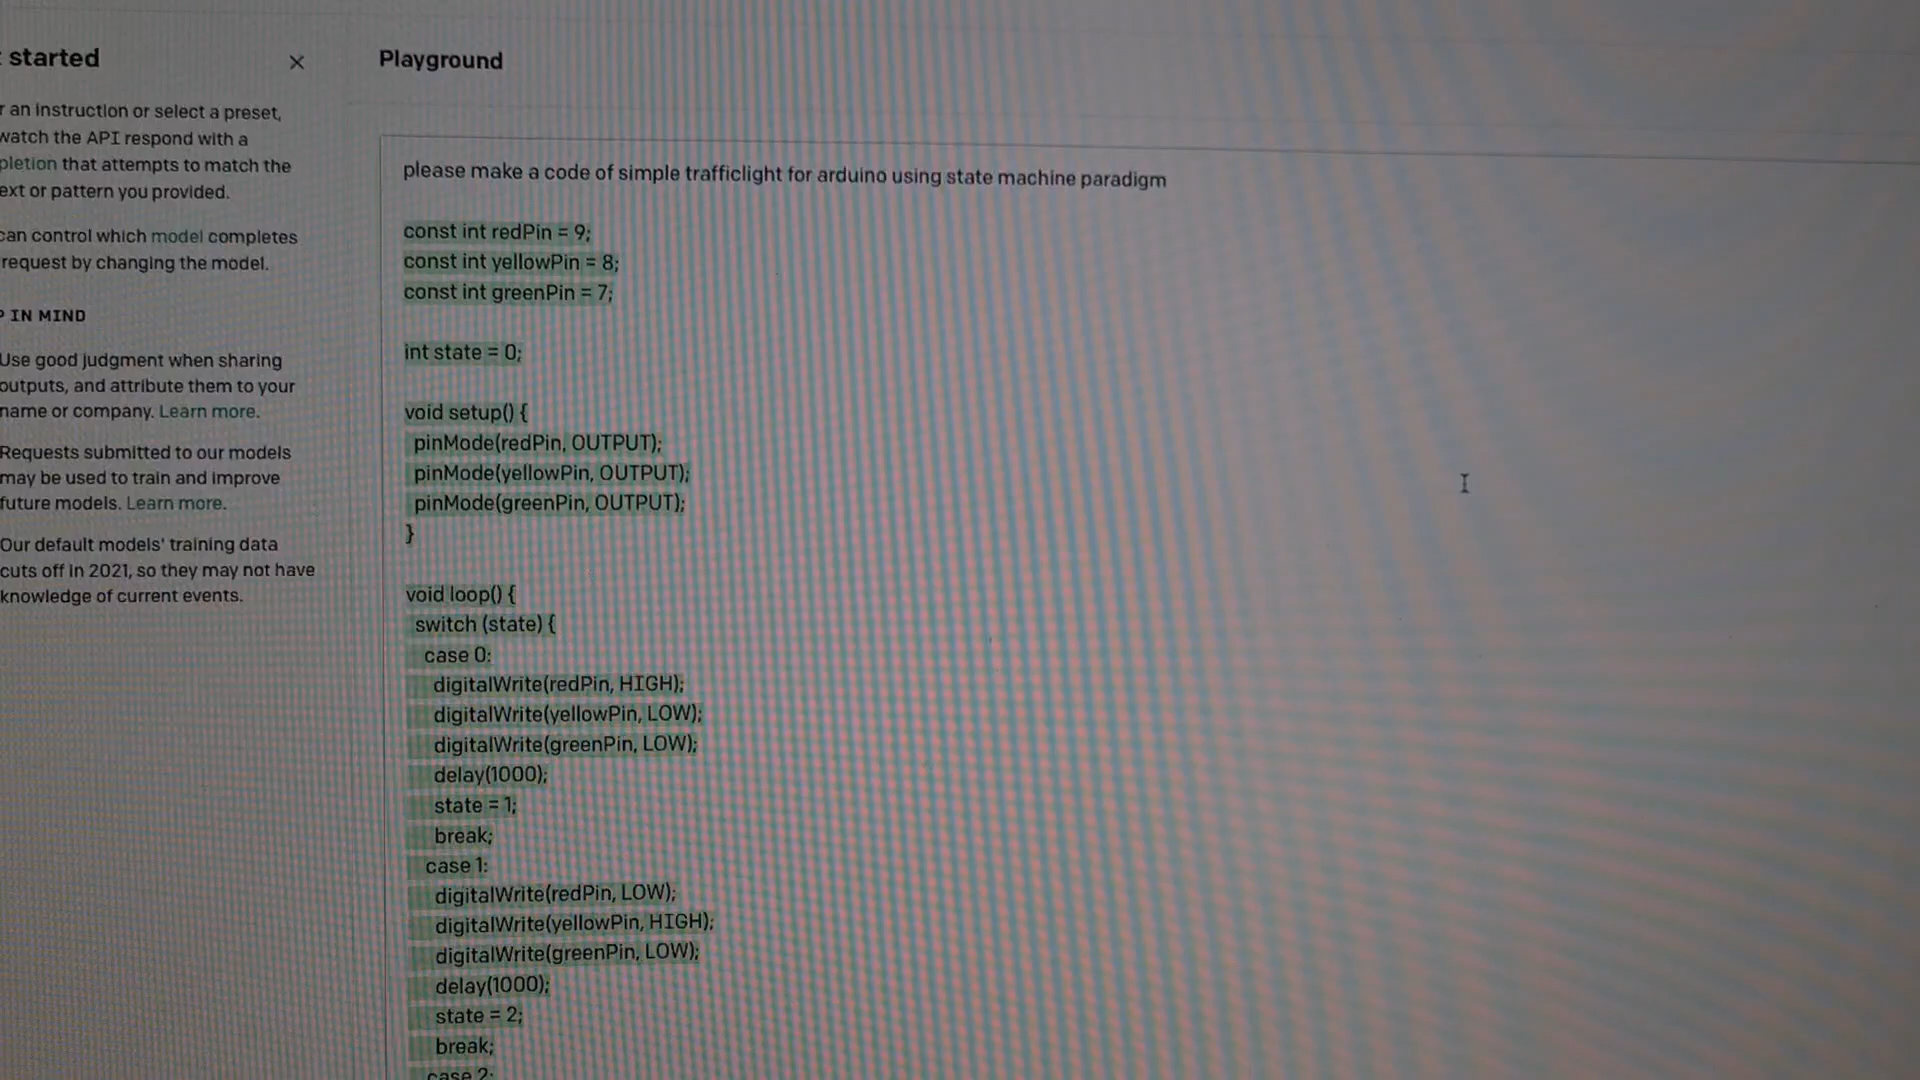 started
Playground
an instruction or select a preset,
watch the API respond with a
that attempts to match the
or pattern you provided.
can control which model completes
request by changing the model.
IN MIND
Use good judgment when sharing
outputs, and attribute them to your
name or company. Learn more.
Requests submitted to our models
may be used to train and improve
future models. Learn more.
Our default models' training data
cuts off in 2021, so they may not have
knowledge of current events.
please make a code of simple trafficlight for arduino using state machine paradigm
const int redPin = 9;
const int yellowPin = 8;
const int greenPin = 7;
int state = 0;
void setup() {
pinMode(redPin, OUTPUT);
pinMode(yellowPin, OUTPUT);
pinMode(greenPin, OUTPUT);
}
void loop() {
switch (state) {
case 0:
digitalWrite(redPin, HIGH);
digitalWrite(yellowPin, LOW);
digitalWrite(greenPin, LOW);
delay(1000);
state = 1;
break;
case 1:
digitalWrite(redPin, LOW);
digitalWrite(yellowPin, HIGH);
digitalWrite(greenPin, LOW);
delay(1000);
state = 2;
break;
case 2: